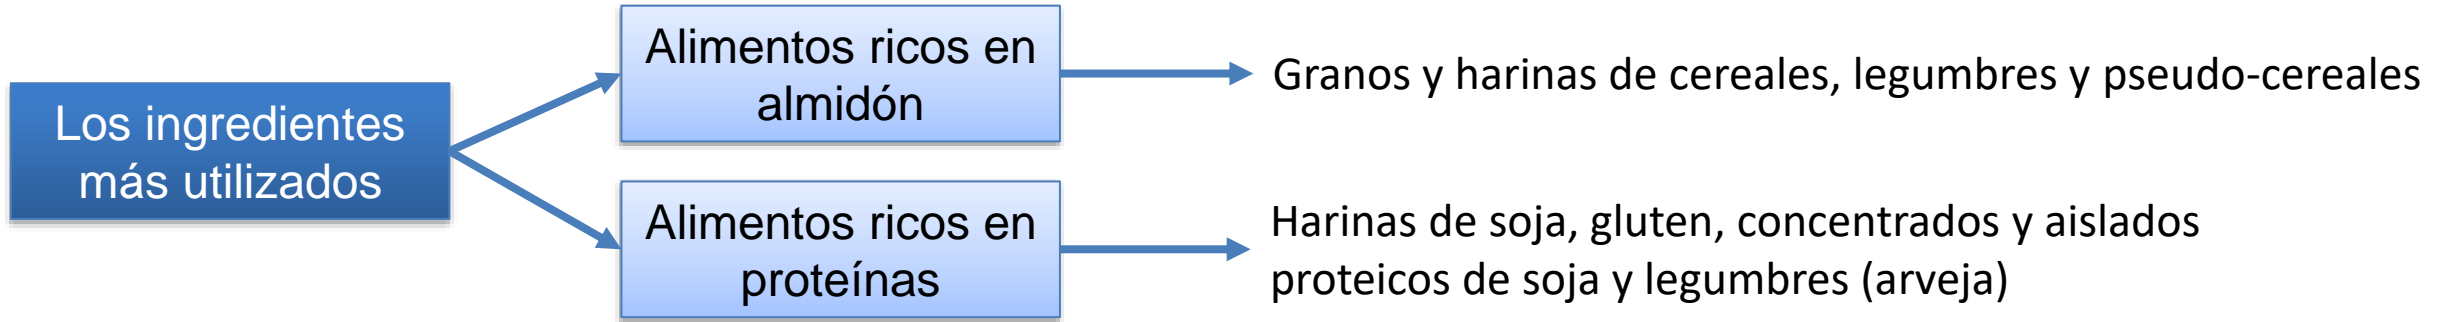 Los ingredientes
más utilizados
Alimentos ricos en
almidón
Granos y harinas de cereales, legumbres y pseudo-cereales
Alimentos ricos en
proteínas
Harinas de soja, gluten, concentrados y aislados
proteicos de soja y legumbres (arveja)